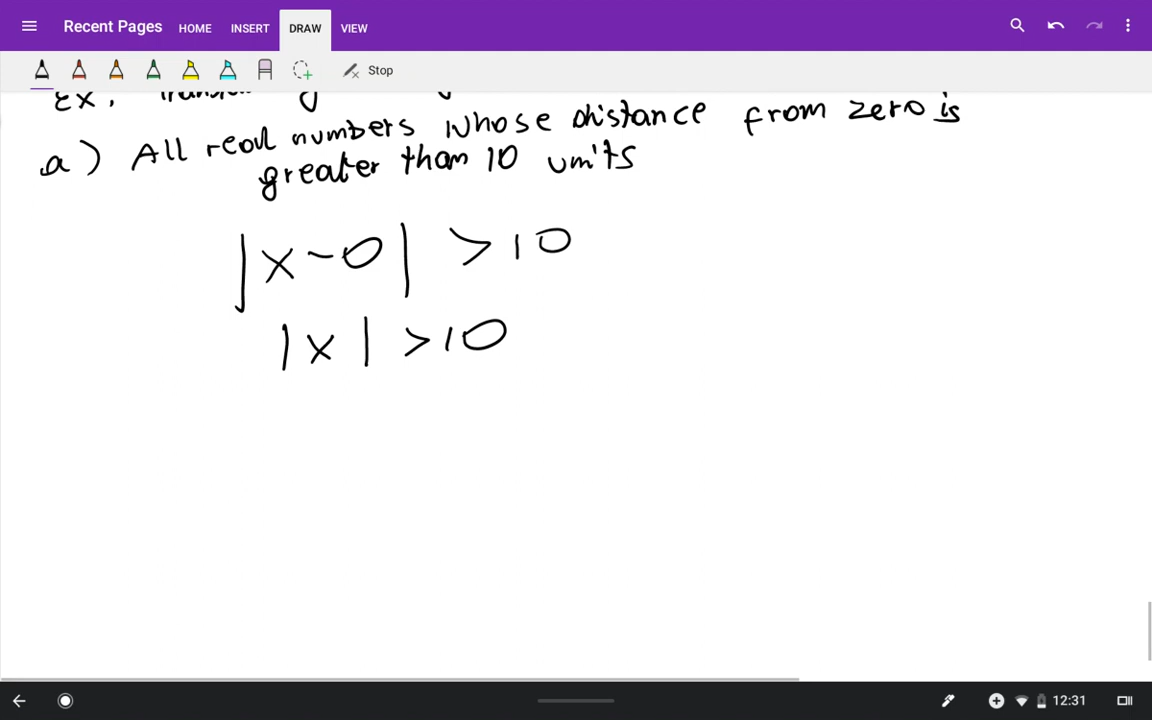 Recent Pages HOME INSERT DRAW VIEW
Stop
Ex:
a) All real numbers whose distance from zero is
greater than 10 units
|x-0| > 10
|x| > 10
12:31